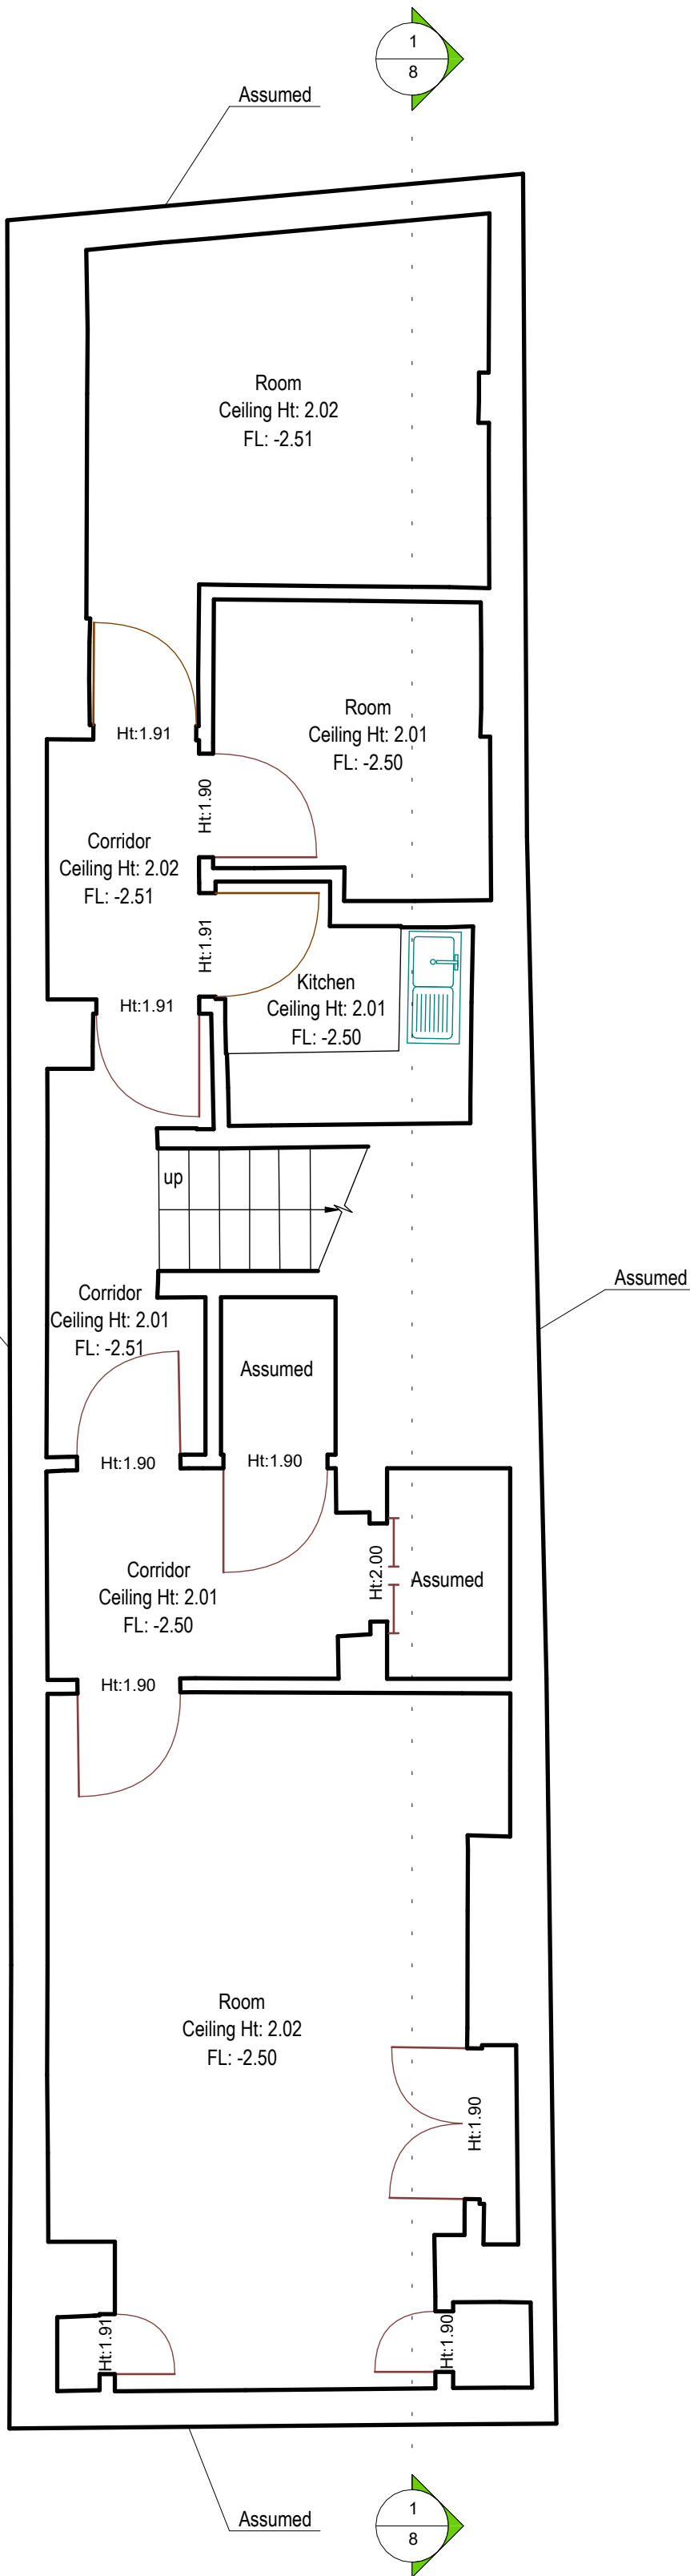 1
8
Assumed
Room
Ceiling Ht: 2.02
FL: -2.51
Room
Ceiling Ht: 2.01
FL: -2.50
Ht:1.91
Ht:1.90
Corridor
Ceiling Ht: 2.02
FL: -2.51
Ht:1.91
Kitchen
Ceiling Ht: 2.01
FL: -2.50
Ht:1.91
up
Assumed
Corridor
Ceiling Ht: 2.01
FL: -2.51
Assumed
Ht:1.90
Ht:1.90
Ht:2.00
Corridor
Ceiling Ht: 2.01
FL: -2.50
Assumed
Ht:1.90
Room
Ceiling Ht: 2.02
FL: -2.50
Ht:1.90
Ht:1.91
Ht:1.90
Assumed
1
8